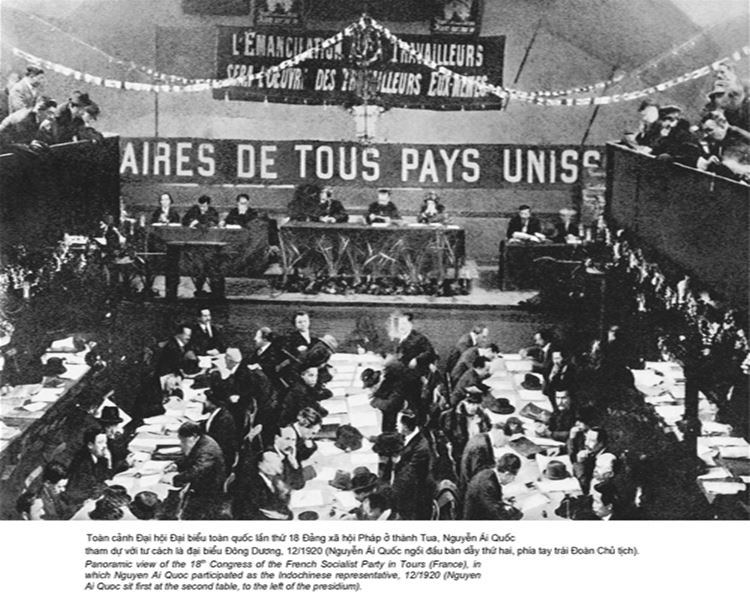 L'ÉMANCIPATION TRAVAILLEURS
SERA L'ŒUVRE DES TRAVAILLEURS EUX-MÊMES
AIRES DE TOUS PAYS UNISS
Toàn cảnh Đại hội Đại biểu toàn quốc lần thứ 18 Đảng xã hội Pháp ở thành Tua, Nguyễn Ái Quốc
tham dự với tư cách là đại biểu Đông Dương, 12/1920 (Nguyễn Ái Quốc ngồi đầu bàn dãy thứ hai, phía tay trái Đoàn Chủ tịch).
Panoramic view of the 18th Congress of the French Socialist Party in Tours (France), in
which Nguyen Ai Quoc participated as the Indochinese representative, 12/1920 (Nguyen
Ai Quoc sit first at the second table, to the left of the presidium).